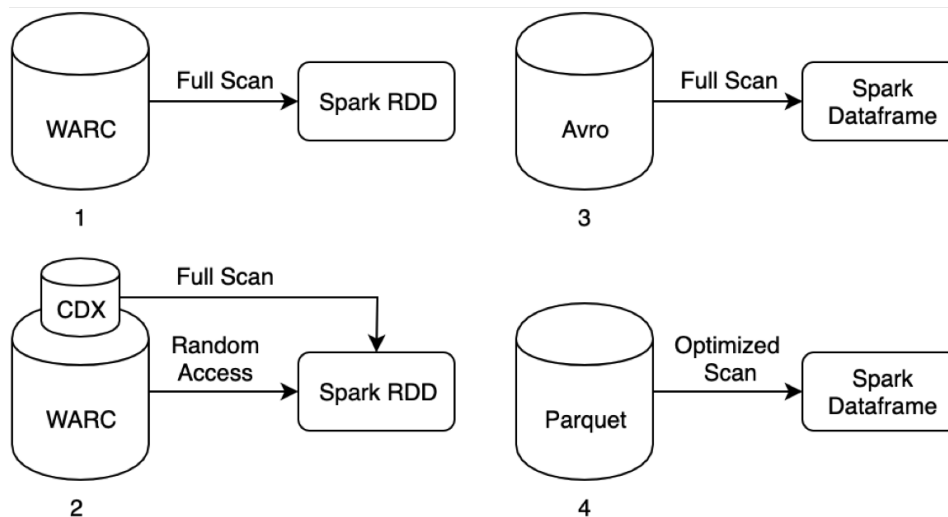 Full Scan
WARC
Spark RDD
1
Full Scan
Avro
Spark
Dataframe
3
CDX
Full Scan
Random
Access
WARC
Spark RDD
2
Optimized
Scan
Parquet
Spark
Dataframe
4